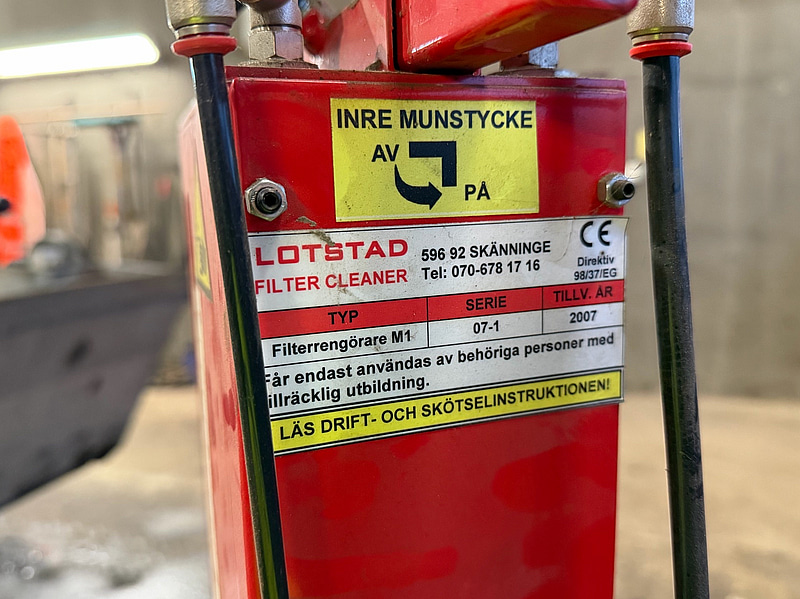 INRE MUNSTYCKE
AV
PÅ
LOTSTAD
FILTER CLEANER
596 92 SKÄNNINGE
Tel: 070-678 17 16
CE
Direktiv
98/37/EG
TYP SERIE TILLV. ÅR
Filterrengörare M1 07-1 2007
Får endast användas av behöriga personer med
tillräcklig utbildning.
LÄS DRIFT- OCH SKÖTSELINSTRUKTIONEN!